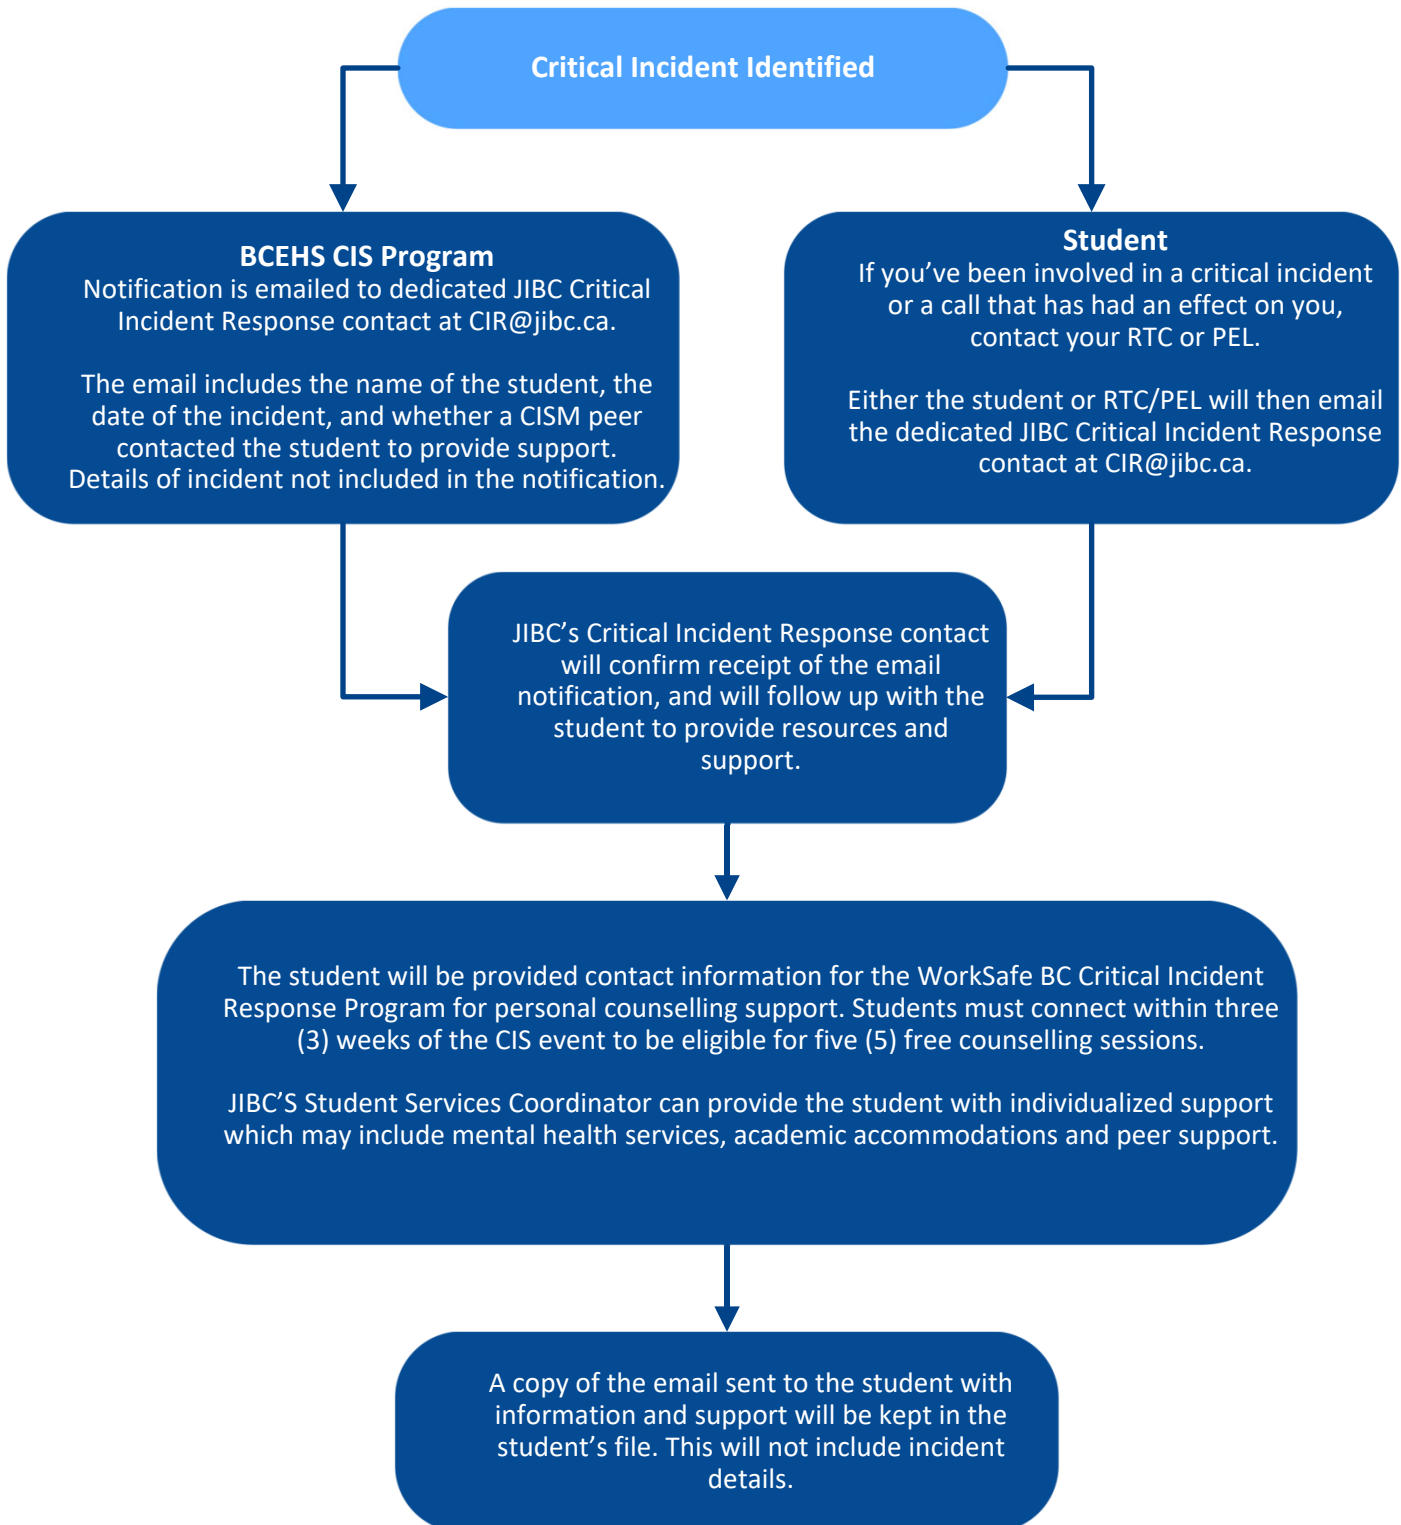 Critical Incident Identified
BCEHS CIS Program
Notification is emailed to dedicated JIBC Critical
Incident Response contact at CIR@jibc.ca.
The email includes the name of the student, the
date of the incident, and whether a CISM peer
contacted the student to provide support.
Details of incident not included in the notification.
Student
If you’ve been involved in a critical incident
or a call that has had an effect on you,
contact your RTC or PEL.
Either the student or RTC/PEL will then email
the dedicated JIBC Critical Incident Response
contact at CIR@jibc.ca.
JIBC’s Critical Incident Response contact
will confirm receipt of the email
notification, and will follow up with the
student to provide resources and
support.
The student will be provided contact information for the WorkSafe BC Critical Incident
Response Program for personal counselling support. Students must connect within three
(3) weeks of the CIS event to be eligible for five (5) free counselling sessions.
JIBC’S Student Services Coordinator can provide the student with individualized support
which may include mental health services, academic accommodations and peer support.
A copy of the email sent to the student with
information and support will be kept in the
student’s file. This will not include incident
details.